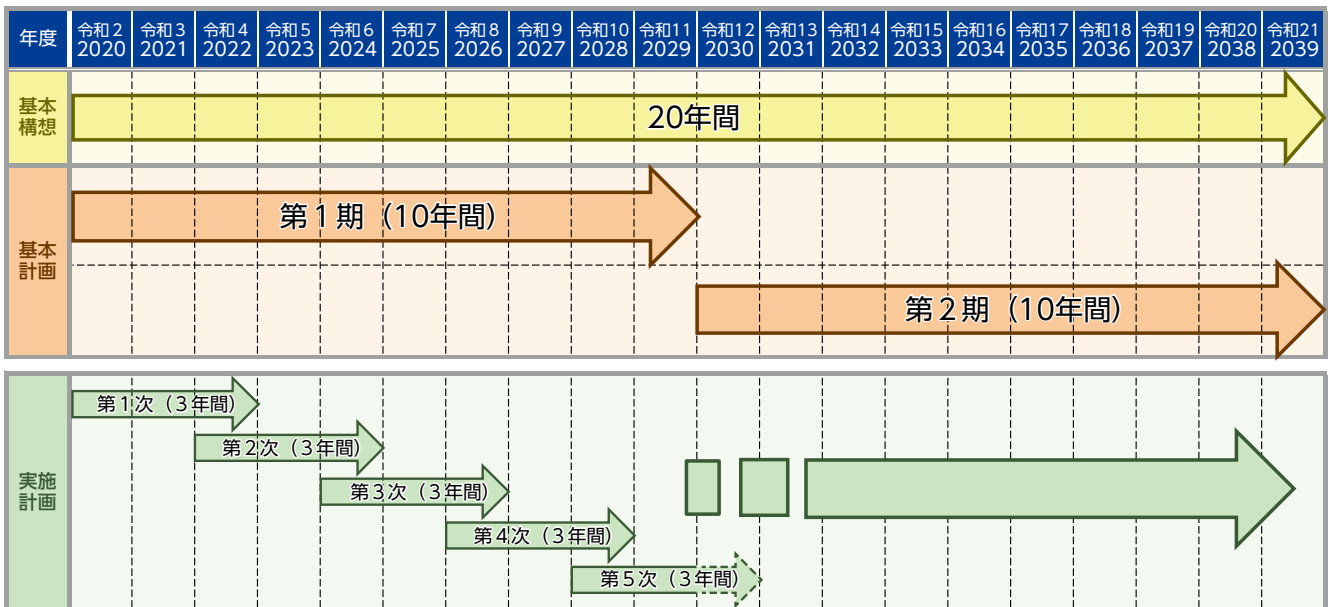 年度
令和２ 令和３ 令和４ 令和５ 令和６ 令和７ 令和８ 令和９ 令和10 令和11 令和12 令和13 令和14 令和15 令和16 令和17 令和18 令和19 令和20 令和21
2020 2021 2022 2023 2024 2025 2026 2027 2028 2029 2030 2031 2032 2033 2034 2035 2036 2037 2038 2039
基本
構想
20年間
基本
計画
第１期（10年間）
第２期（10年間）
実施
計画
第１次（３年間）
第２次（３年間）
第３次（３年間）
第４次（３年間）
第５次（３年間）